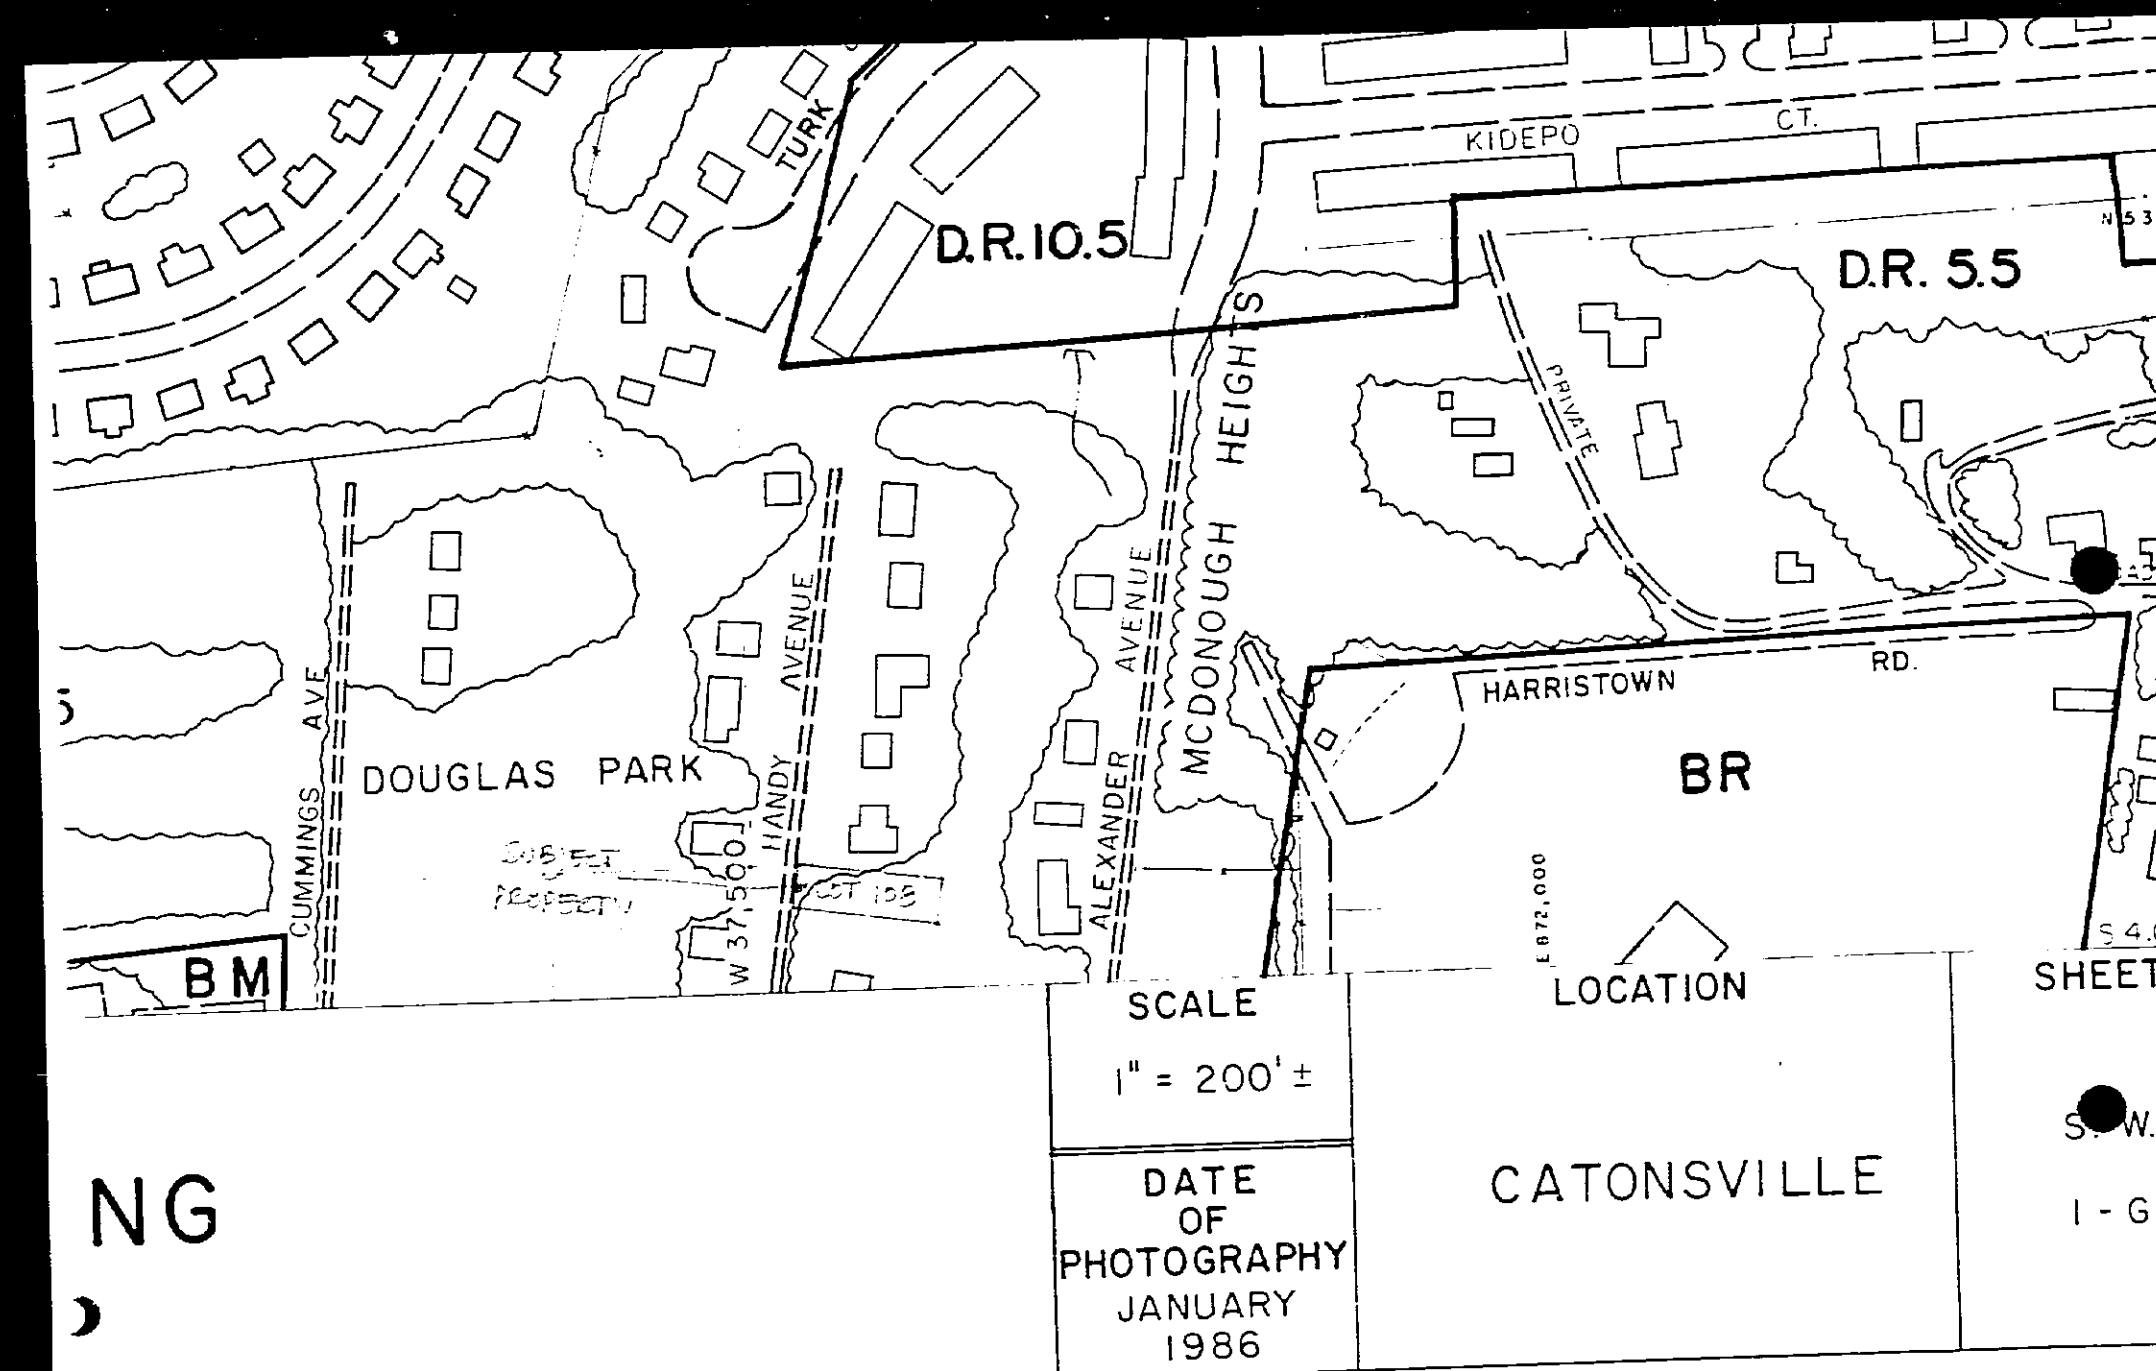 TURK
KIDEPO CT.
D.R.10.5
D.R. 5.5
PRIVATE
MCDONOUGH HEIGHTS
HARRISTOWN RD.
CUMMINGS AVE
DOUGLAS PARK
HANDY AVENUE
ALEXANDER AVENUE
BR
SUBJECT
PROPERTY
LOT 108
W 37,500
E 872,000
BM
S 4.
SCALE
1" = 200' ±
LOCATION
CATONSVILLE
SHEET
S. W.
1 - G
DATE
OF
PHOTOGRAPHY
JANUARY
1986
NG